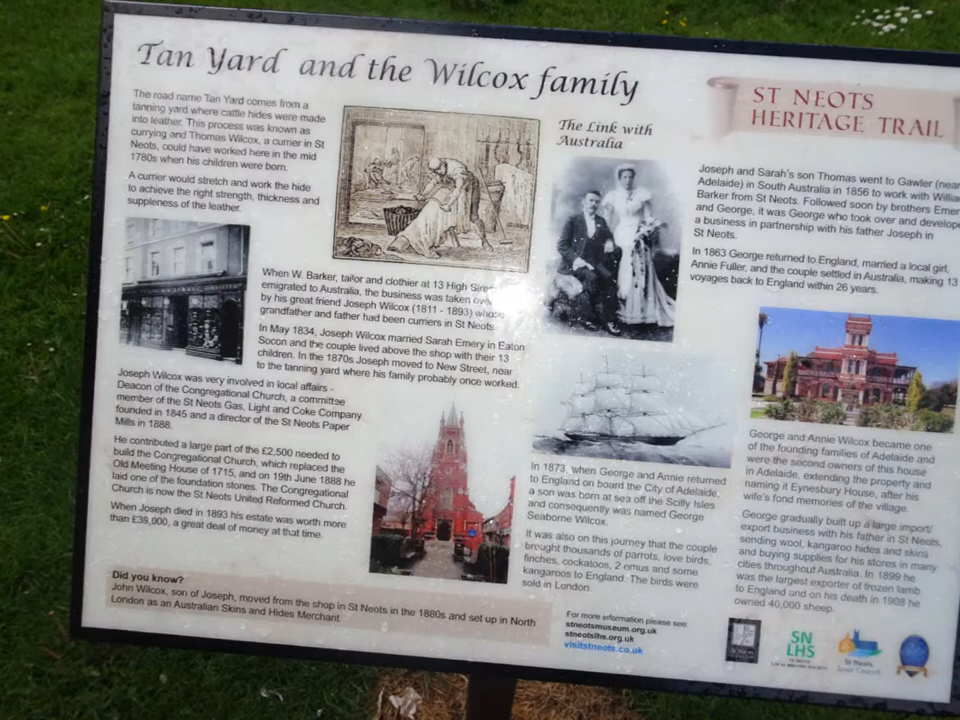 Tan Yard and the Wilcox family
ST NEOTS
HERITAGE TRAIL
The road name Tan Yard comes from a
tanning yard where cattle hides were made
into leather. This process was known as
currying and Thomas Wilcox, a currier in St
Neots, could have worked here in the mid
1780s when his children were born.
A currier would stretch and work the hide
to achieve the right strength, thickness and
suppleness of the leather.
When W. Barker, tailor and clothier at 13 High Street
emigrated to Australia, the business was taken over
by his great friend Joseph Wilcox (1811 - 1893) whose
grandfather and father had been curriers in St Neots.
In May 1834, Joseph Wilcox married Sarah Emery in Eaton
Socon and the couple lived above the shop with their 13
children. In the 1870s Joseph moved to New Street, near
to the tanning yard where his family probably once worked.
Joseph Wilcox was very involved in local affairs -
Deacon of the Congregational Church, a committee
member of the St Neots Gas, Light and Coke Company
founded in 1845 and a director of the St Neots Paper
Mills in 1888.
He contributed a large part of the £2,500 needed to
build the Congregational Church, which replaced the
Old Meeting House of 1715, and on 19th June 1888 he
laid one of the foundation stones. The Congregational
Church is now the St Neots United Reformed Church.
When Joseph died in 1893 his estate was worth more
than £39,000, a great deal of money at that time.
Did you know?
John Wilcox, son of Joseph, moved from the shop in St Neots in the 1880s and set up in North
London as an Australian Skins and Hides Merchant
The Link with
Australia
Joseph and Sarah's son Thomas went to Gawler (near
Adelaide) in South Australia in 1856 to work with
Barker from St Neots. Followed soon by brothers
and George, it was George who took over and
a business in partnership with his father Joseph in
St Neots.
In 1863 George returned to England, married a local girl,
Annie Fuller, and the couple settled in Australia, making 13
voyages back to England within 26 years.
In 1873, when George and Annie returned
to England on board the City of Adelaide,
a son was born at sea off the Scilly Isles
and consequently was named George
Seaborne Wilcox.
It was also on this journey that the couple
brought thousands of parrots, love birds,
finches, cockatoos, 2 emus and some
kangaroos to England. The birds were
sold in London.
George and Annie Wilcox became one
of the founding families of Adelaide and
were the second owners of this house
in Adelaide, extending the property and
naming it Eynesbury House, after his
wife's fond memories of the village.
George gradually built up a large import/
export business with his father in St Neots,
sending wool, kangaroo hides and skins
and buying supplies for his stores in many
cities throughout Australia. In 1899 he
was the largest exporter of frozen lamb
to England and on his death in 1908 he
owned 40,000 sheep.
For more information please see:
stneotsmuseum.org.uk
stneotslhs.org.uk
visitstneots.co.uk
SN
LHS
St Neots
Town Council